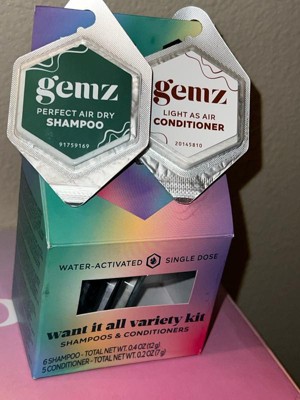 gemz
PERFECT AIR DRY
SHAMPOO
91759169
gemz
LIGHT AS AIR
CONDITIONER
20145810
WATER-ACTIVATED SINGLE DOSE
want it all variety kit
SHAMPOOS & CONDITIONERS
6 SHAMPOO - TOTAL NET WT. 0.4 OZ (12 g)
5 CONDITIONER - TOTAL NET WT. 0.2 OZ (7 g)